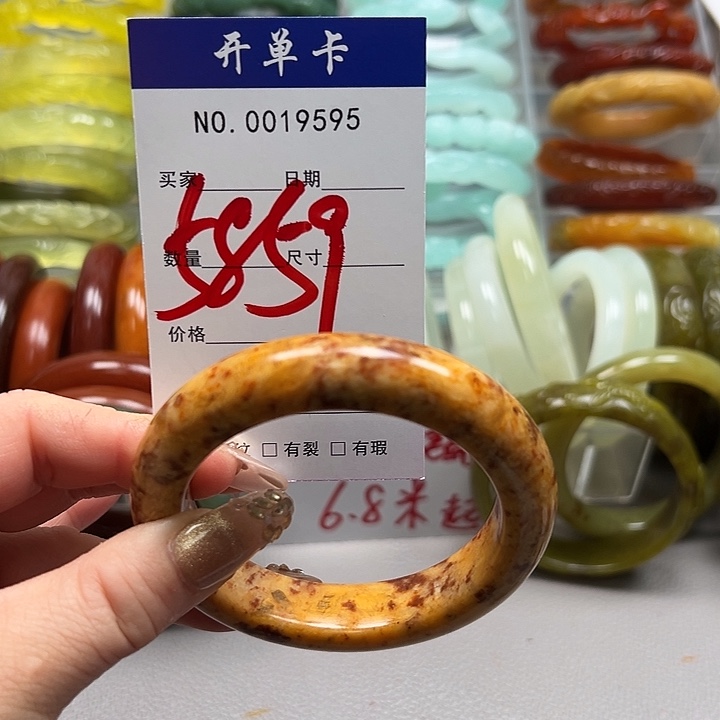 开单卡
NO.0019595
买家 日期
5859
数量 尺寸
价格
纹 □ 有裂 □ 有瑕
6.8米起